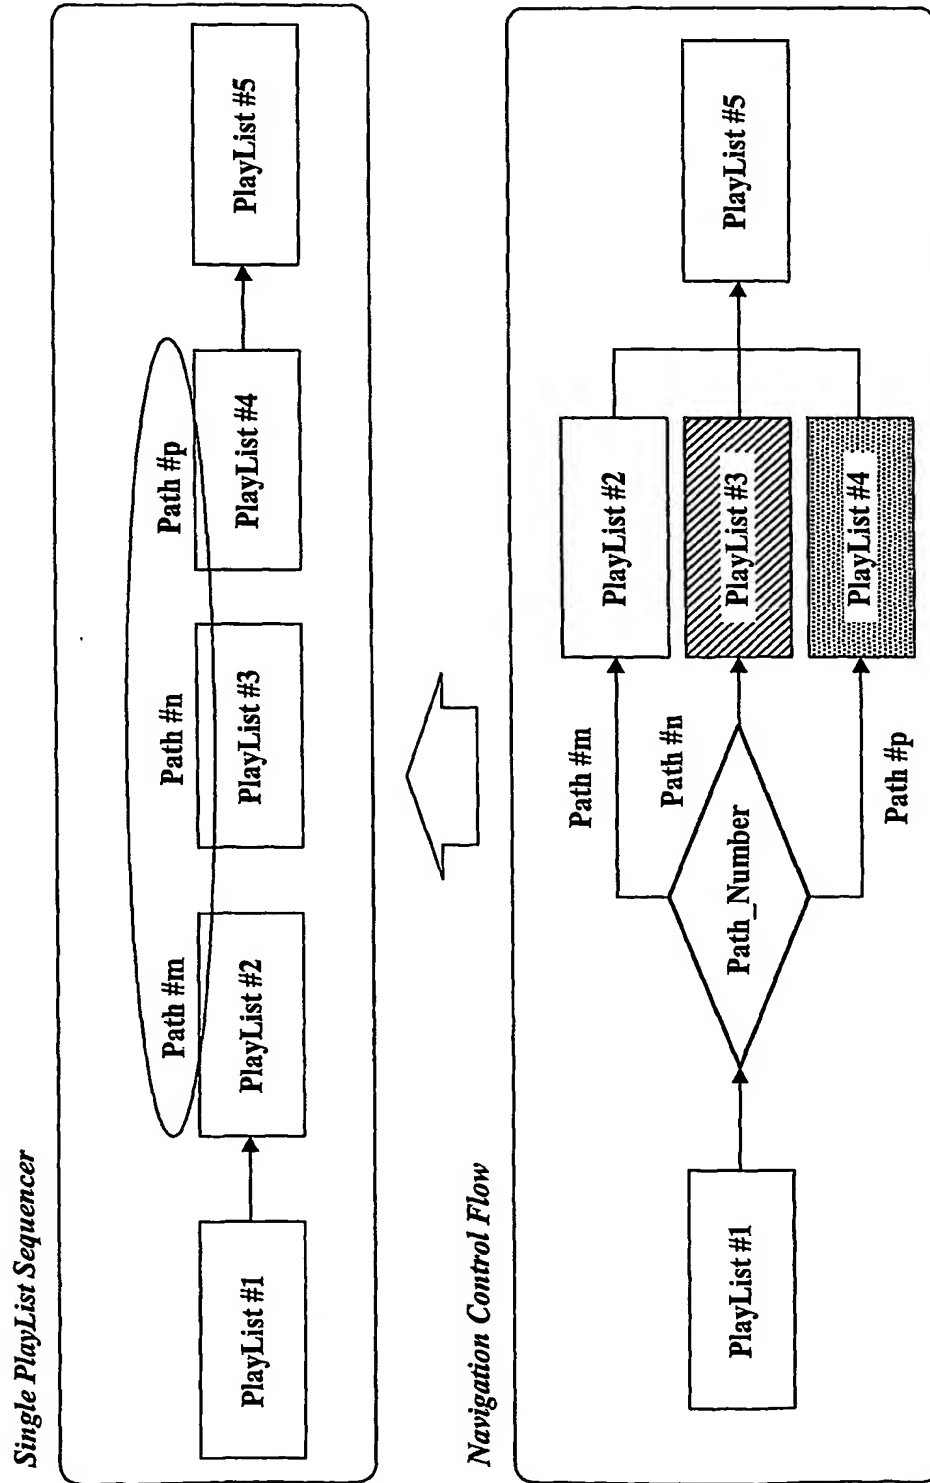 Single PlayList Sequencer
Path #m
Path #n
Path #p
PlayList #1
PlayList #2
PlayList #3
PlayList #4
PlayList #5
Navigation Control Flow
PlayList #1
Path_Number
Path #m
Path #n
Path #p
PlayList #2
PlayList #3
PlayList #4
PlayList #5